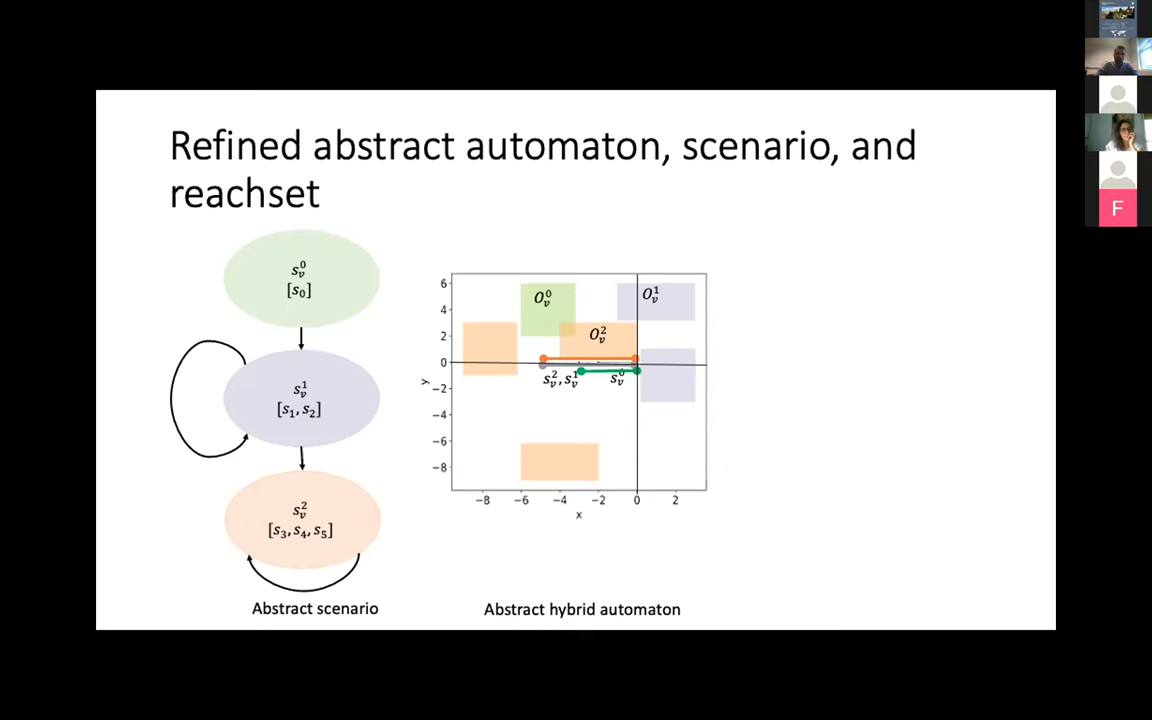 Refined abstract automaton, scenario, and
reachset
s_v^0
[s_0]
s_v^1
[s_1, s_2]
s_v^2
[s_3, s_4, s_5]
Abstract scenario
6
4
2
0
−2
−4
−6
−8
y
−8 −6 −4 −2 0 2
x
O_v^0
O_v^1
O_v^2
s_v^2, s_v^1
s_v^0
Abstract hybrid automaton
F